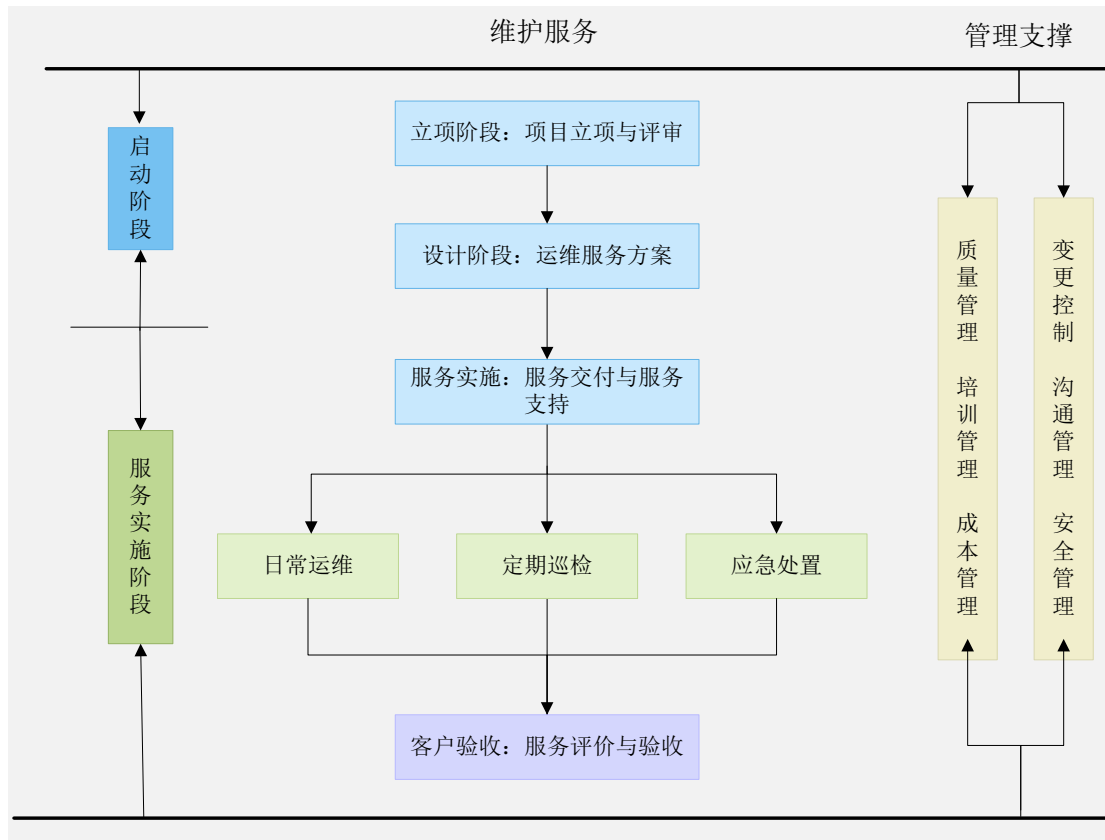 维护服务
管理支撑
启动阶段
服务实施阶段
立项阶段：项目立项与评审
设计阶段：运维服务方案
服务实施：服务交付与服务
支持
日常运维
定期巡检
应急处置
客户验收：服务评价与验收
质量管理 培训管理 成本管理
变更控制 沟通管理 安全管理